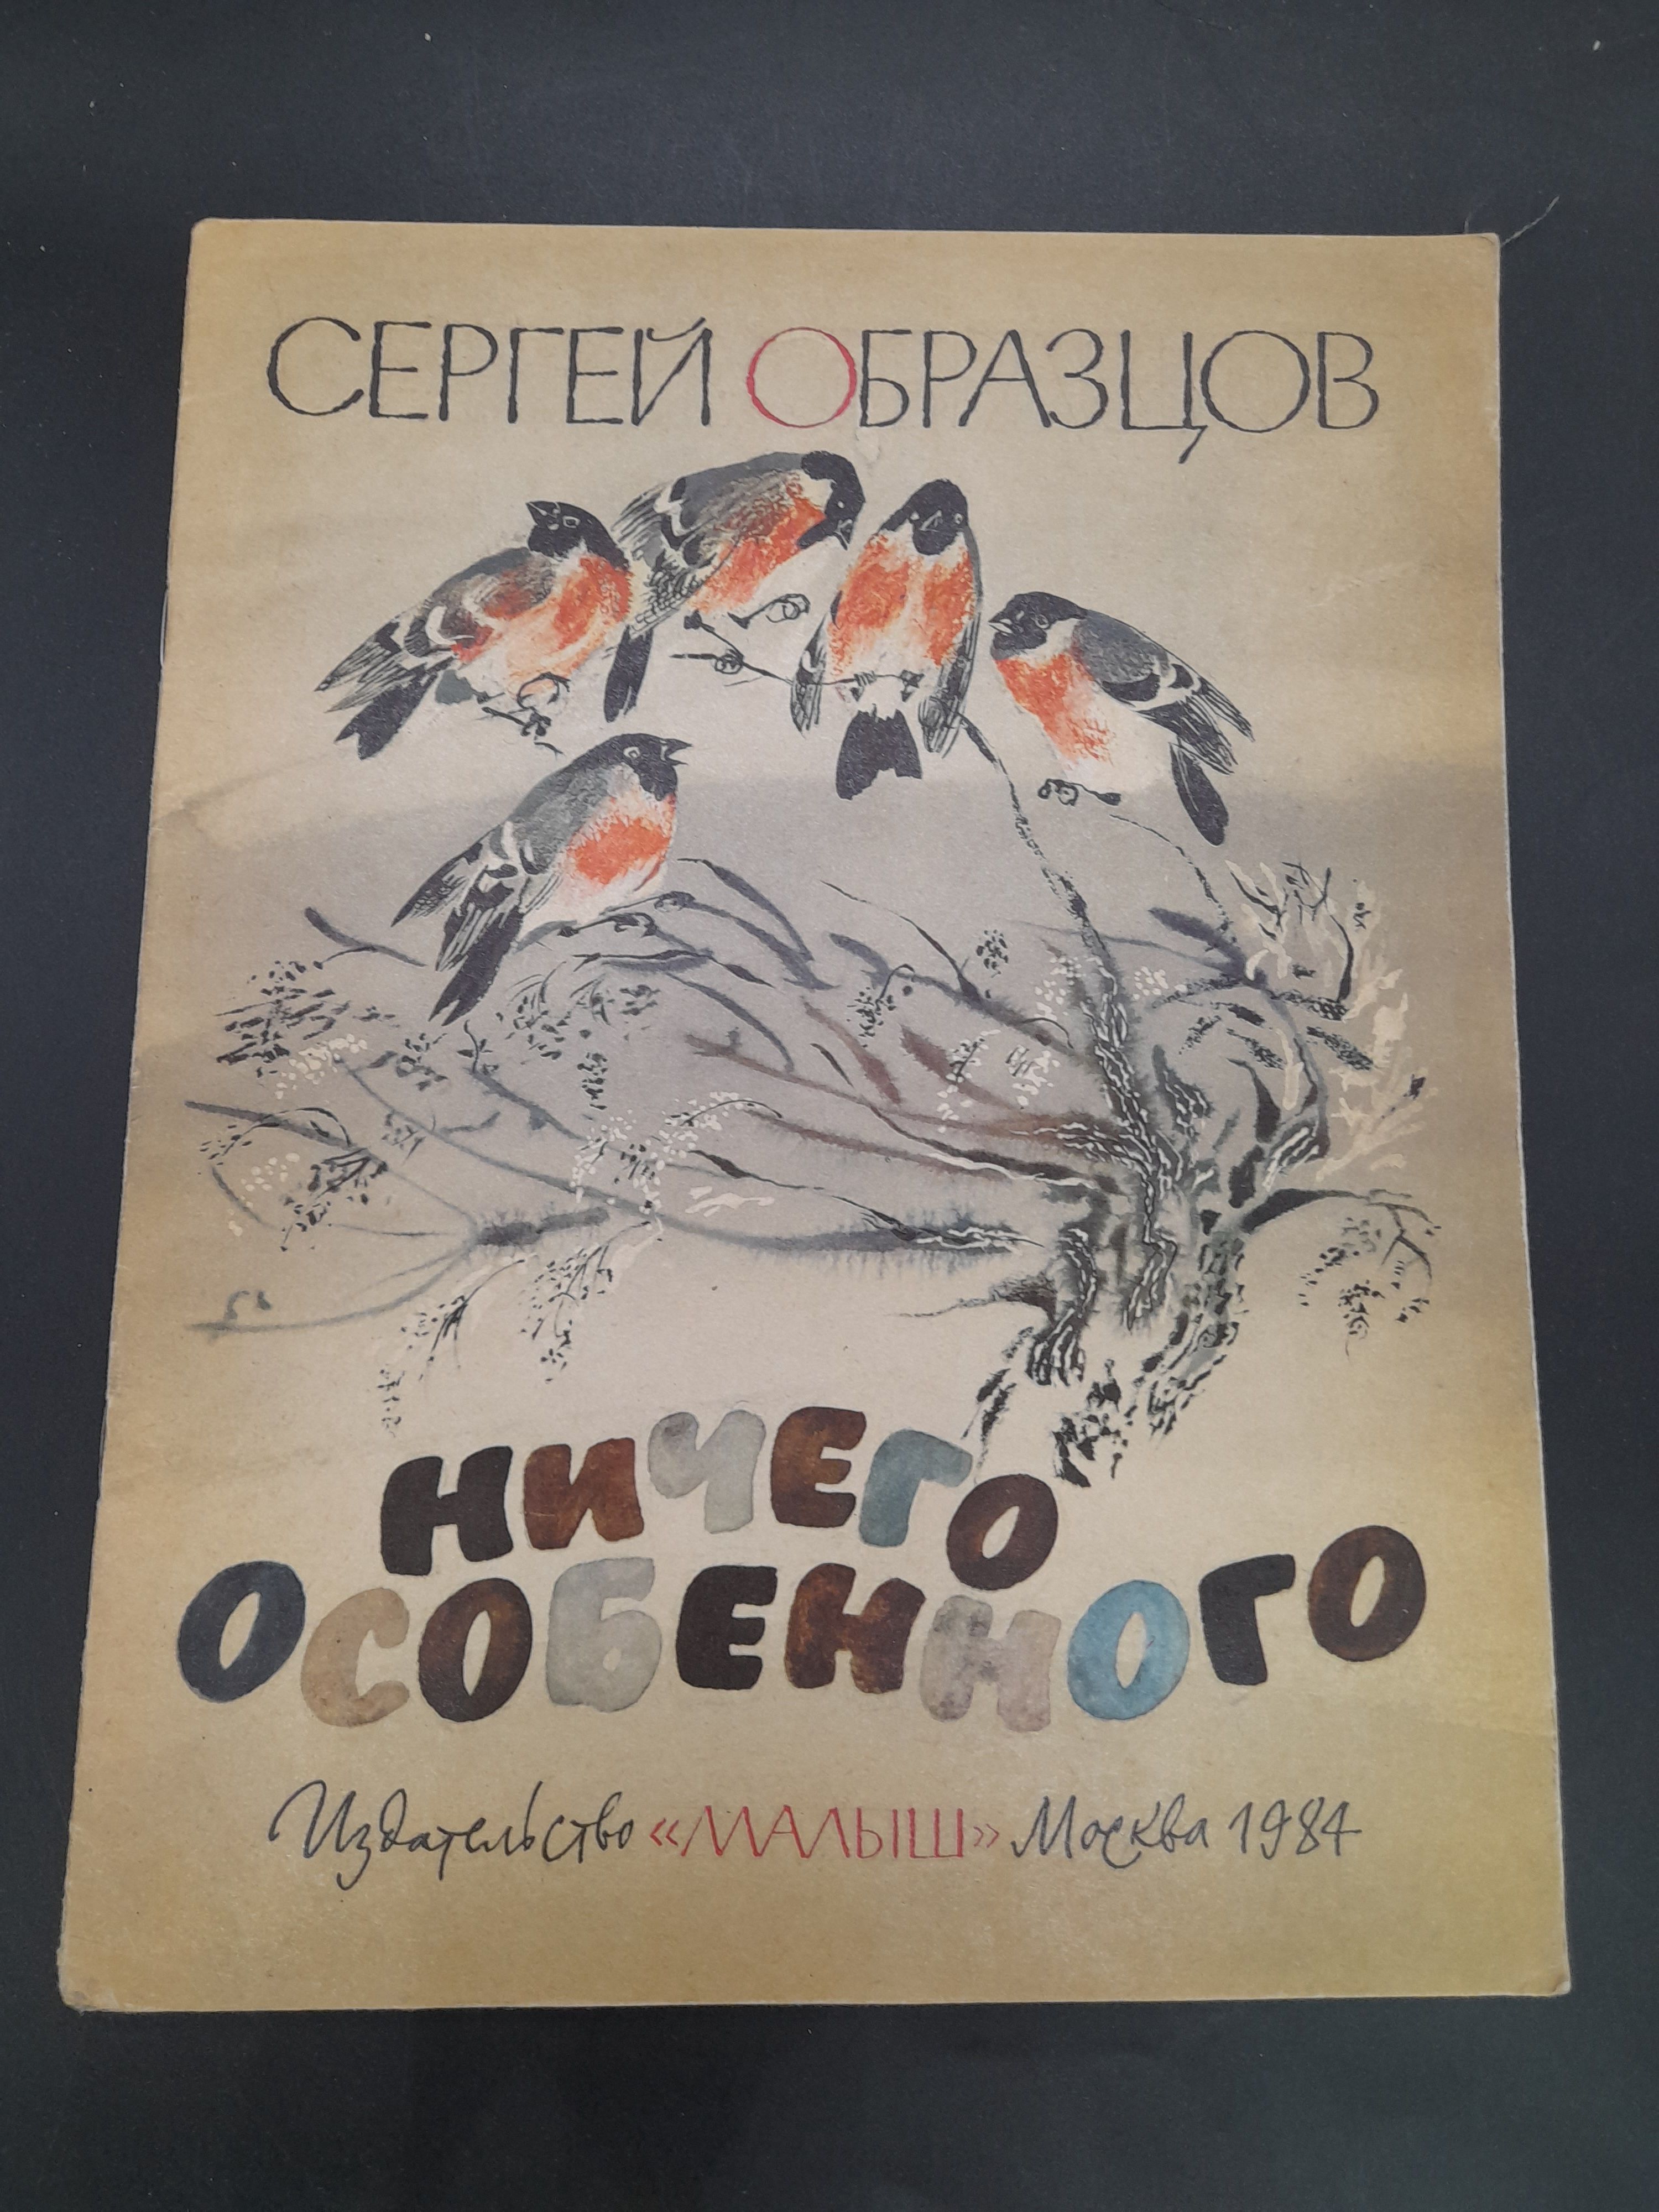 СЕРГЕЙ ОБРАЗЦОВ
НИЧЕГО
ОСОБЕННОГО
Издательство «МАЛЫШ» Москва 1984